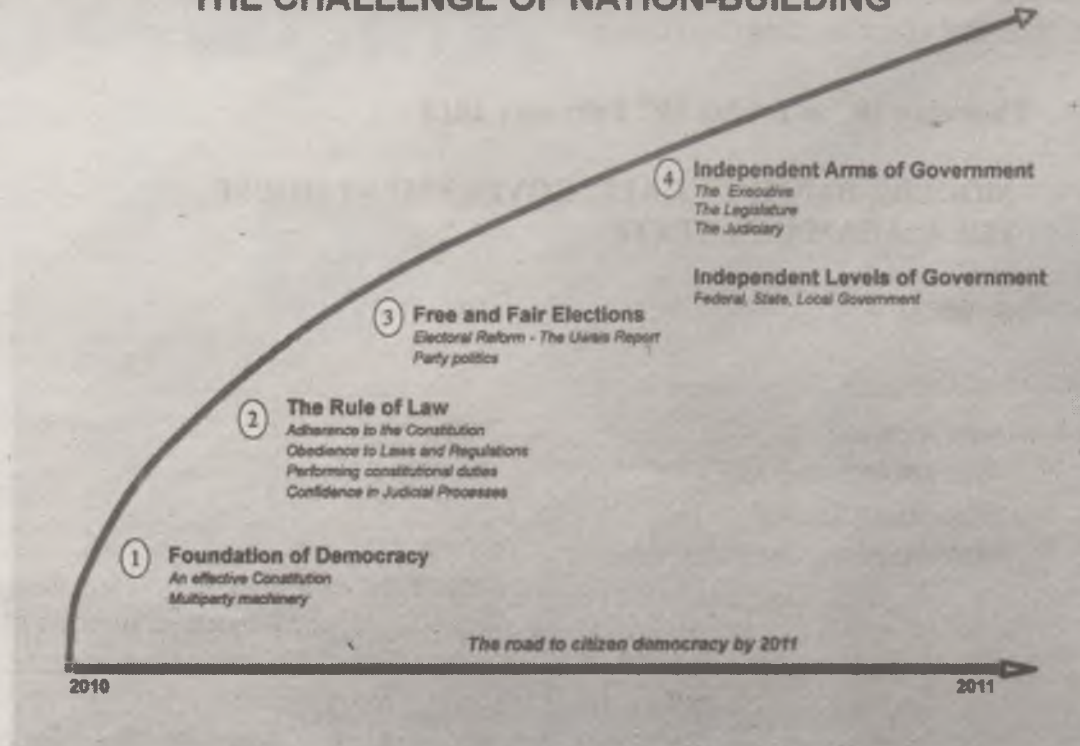 THE CHALLENGE OF NATION-BUILDING
4 Independent Arms of Government
The Executive
The Legislature
The Judiciary
Independent Levels of Government
Federal, State, Local Government
3 Free and Fair Elections
Electoral Reform - The Uwais Report
Party politics
2 The Rule of Law
Adherence to the Constitution
Obedience to Laws and Regulations
Performing constitutional duties
Confidence in Judicial Processes
1 Foundation of Democracy
An effective Constitution
Multiparty machinery
The road to citizen democracy by 2011
2010
2011